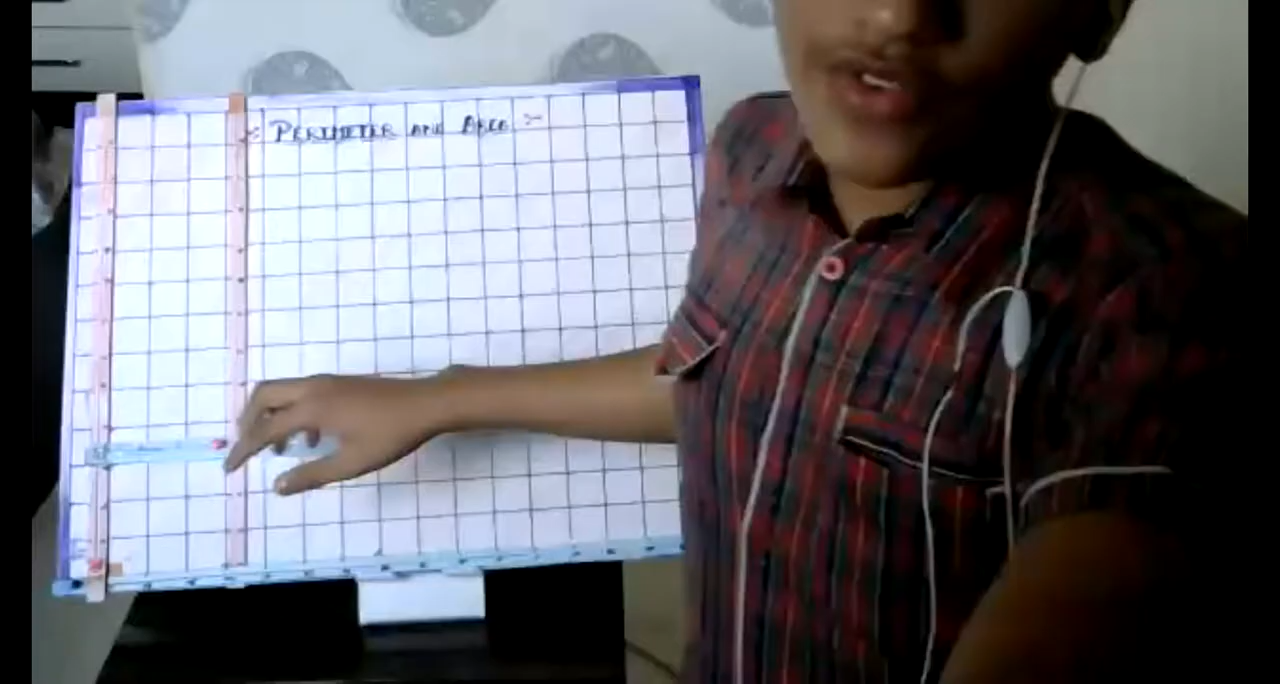 :- PERIMETER AND AREA :-